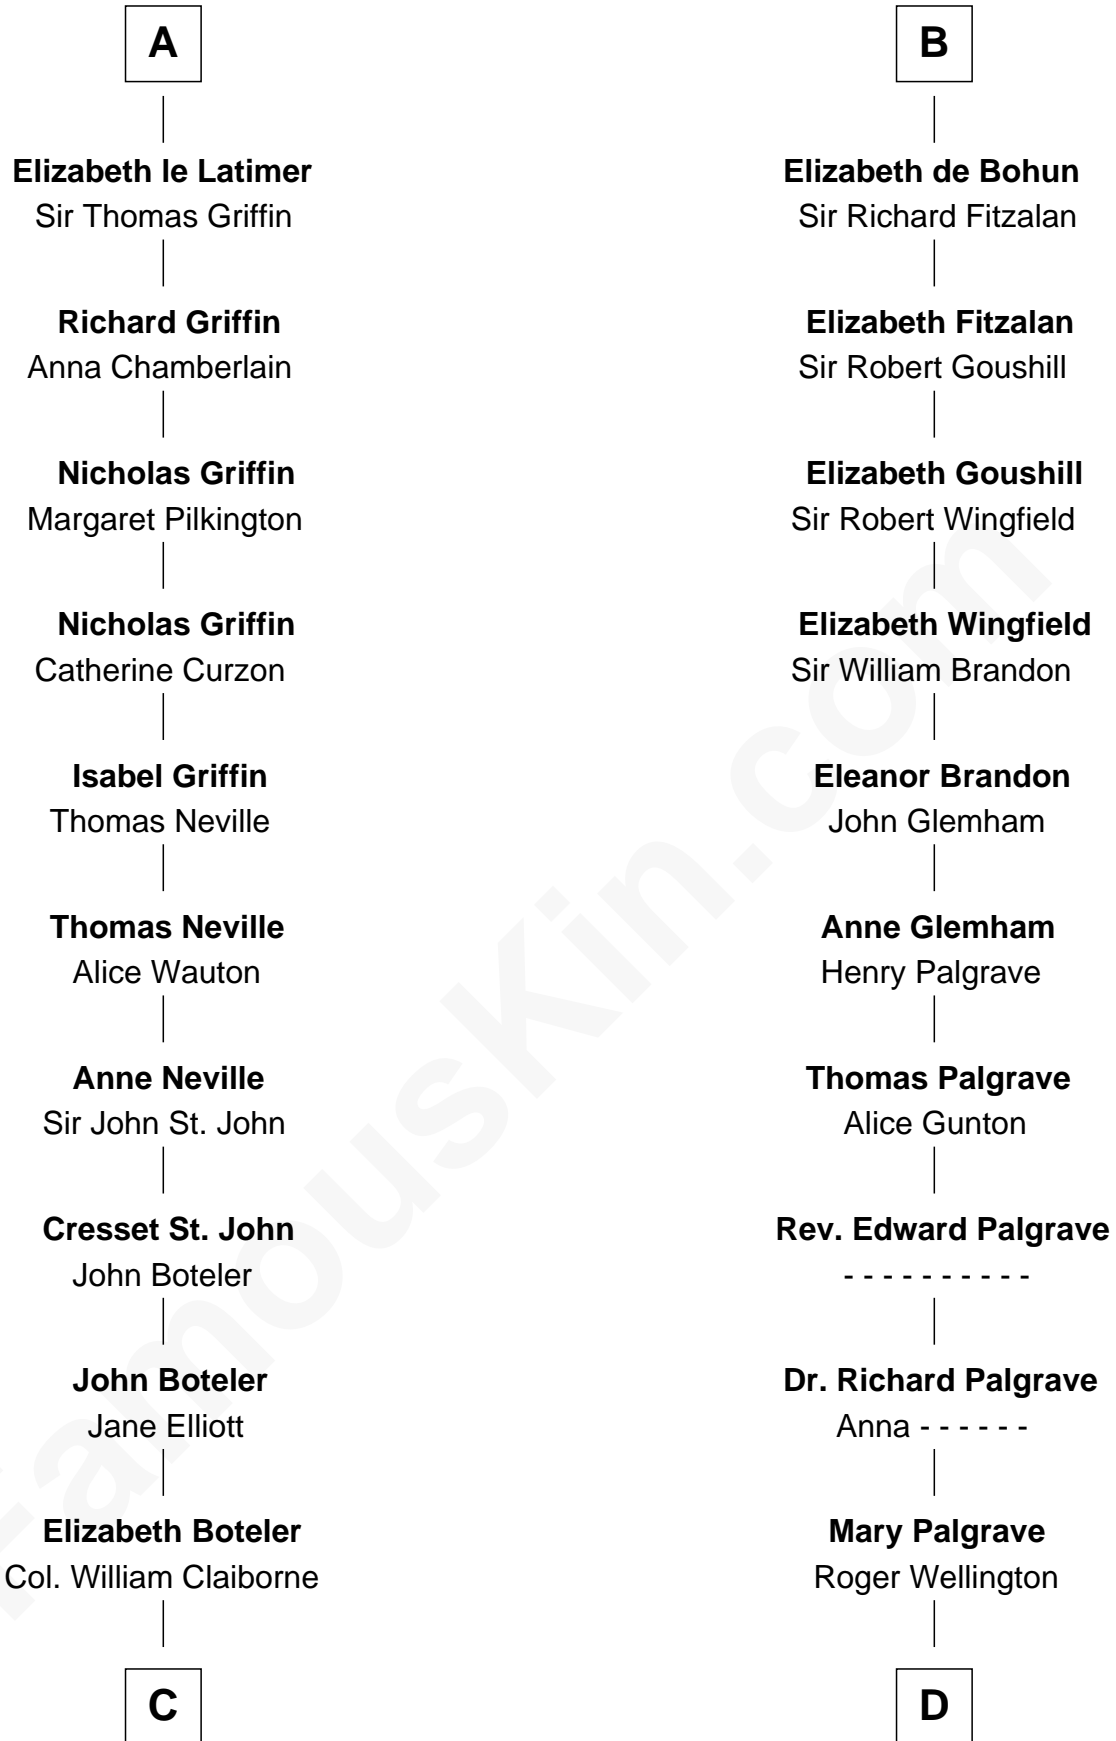 A
Elizabeth le Latimer
Sir Thomas Griffin
Richard Griffin
Anna Chamberlain
Nicholas Griffin
Margaret Pilkington
Nicholas Griffin
Catherine Curzon
Isabel Griffin
Thomas Neville
Thomas Neville
Alice Wauton
Anne Neville
Sir John St. John
Cresset St. John
John Boteler
John Boteler
Jane Elliott
Elizabeth Boteler
Col. William Claiborne
C
B
Elizabeth de Bohun
Sir Richard Fitzalan
Elizabeth Fitzalan
Sir Robert Goushill
Elizabeth Goushill
Sir Robert Wingfield
Elizabeth Wingfield
Sir William Brandon
Eleanor Brandon
John Glemham
Anne Glemham
Henry Palgrave
Thomas Palgrave
Alice Gunton
Rev. Edward Palgrave
- - - - - - - - - -
Dr. Richard Palgrave
Anna - - - - - -
Mary Palgrave
Roger Wellington
D
FamousKin.com